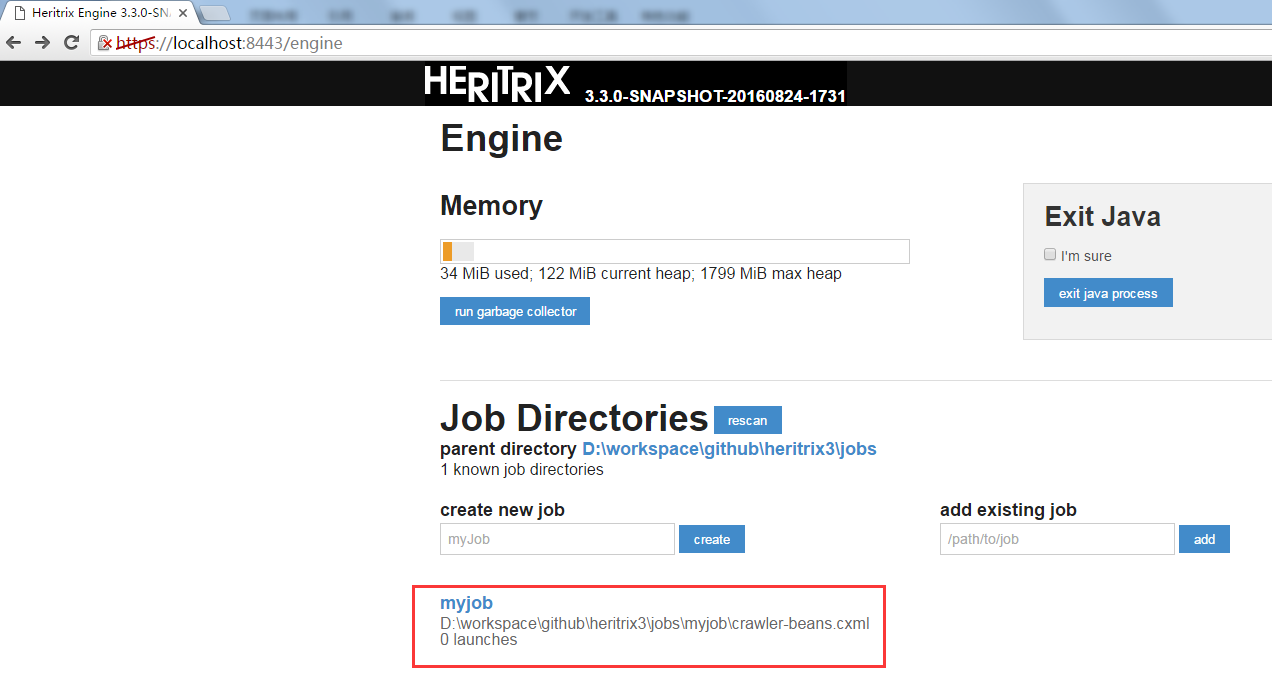 Heritrix Engine 3.3.0-SN
https://localhost:8443/engine
HERITRIX 3.3.0-SNAPSHOT-20160824-1731
Engine
Memory
34 MiB used; 122 MiB current heap; 1799 MiB max heap
run garbage collector
Exit Java
I'm sure
exit java process
Job Directories rescan
parent directory D:\workspace\github\heritrix3\jobs
1 known job directories
create new job
myJob create
add existing job
/path/to/job add
myjob
D:\workspace\github\heritrix3\jobs\myjob\crawler-beans.cxml
0 launches